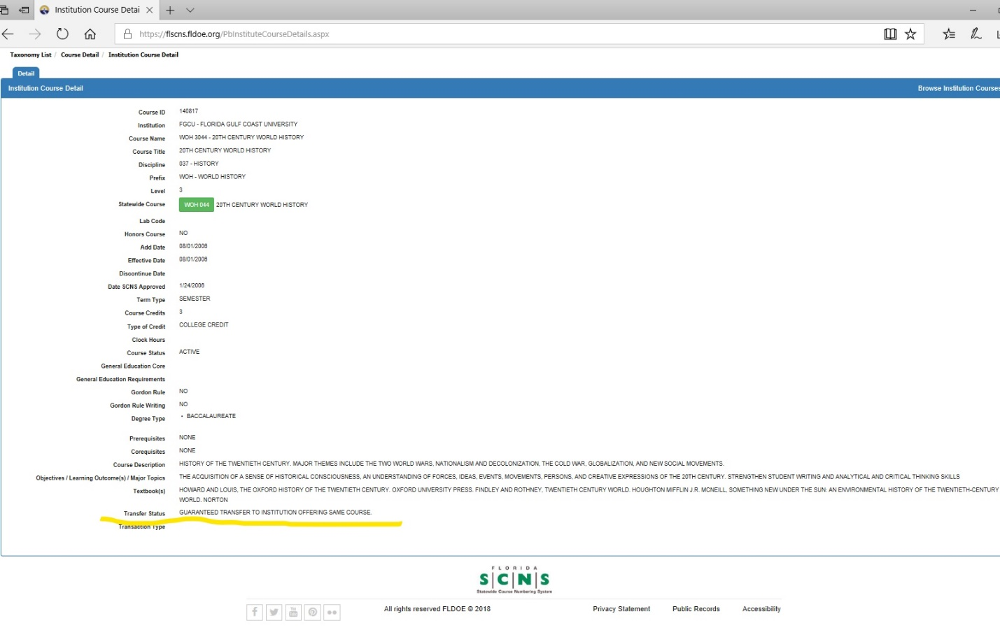 Institution Course Detai
https://flscns.fldoe.org/PbInstituteCourseDetails.aspx
Taxonomy List / Course Detail / Institution Course Detail
Detail
Institution Course Detail Browse Institution Courses
Course ID 140817
Institution FGCU - FLORIDA GULF COAST UNIVERSITY
Course Name WOH 3044 - 20TH CENTURY WORLD HISTORY
Course Title 20TH CENTURY WORLD HISTORY
Discipline 037 - HISTORY
Prefix WOH - WORLD HISTORY
Level 3
Statewide Course WOH 044 20TH CENTURY WORLD HISTORY
Lab Code
Honors Course NO
Add Date 08/01/2006
Effective Date 08/01/2006
Discontinue Date
Date SCNS Approved 1/24/2006
Term Type SEMESTER
Course Credits 3
Type of Credit COLLEGE CREDIT
Clock Hours
Course Status ACTIVE
General Education Core
General Education Requirements
Gordon Rule NO
Gordon Rule Writing NO
Degree Type • BACCALAUREATE
Prerequisites NONE
Corequisites NONE
Course Description HISTORY OF THE TWENTIETH CENTURY. MAJOR THEMES INCLUDE THE TWO WORLD WARS, NATIONALISM AND DECOLONIZATION, THE COLD WAR, GLOBALIZATION, AND NEW SOCIAL MOVEMENTS.
Objectives / Learning Outcome(s) / Major Topics THE ACQUISITION OF A SENSE OF HISTORICAL CONSCIOUSNESS, AN UNDERSTANDING OF FORCES, IDEAS, EVENTS, MOVEMENTS, PERSONS, AND CREATIVE EXPRESSIONS OF THE 20TH CENTURY. STRENGTHEN STUDENT WRITING AND ANALYTICAL AND CRITICAL THINKING SKILLS
Textbook(s) HOWARD AND LOUIS, THE OXFORD HISTORY OF THE TWENTIETH CENTURY. OXFORD UNIVERSITY PRESS. FINDLEY AND ROTHNEY, TWENTIETH CENTURY WORLD. HOUGHTON MIFFLIN J.R. MCNEILL, SOMETHING NEW UNDER THE SUN: AN ENVIRONMENTAL HISTORY OF THE TWENTIETH-CENTURY
WORLD. NORTON
Transfer Status GUARANTEED TRANSFER TO INSTITUTION OFFERING SAME COURSE.
Transaction Type
FLORIDA
SCNS
Statewide Course Numbering System
All rights reserved FLDOE © 2018 Privacy Statement Public Records Accessibility